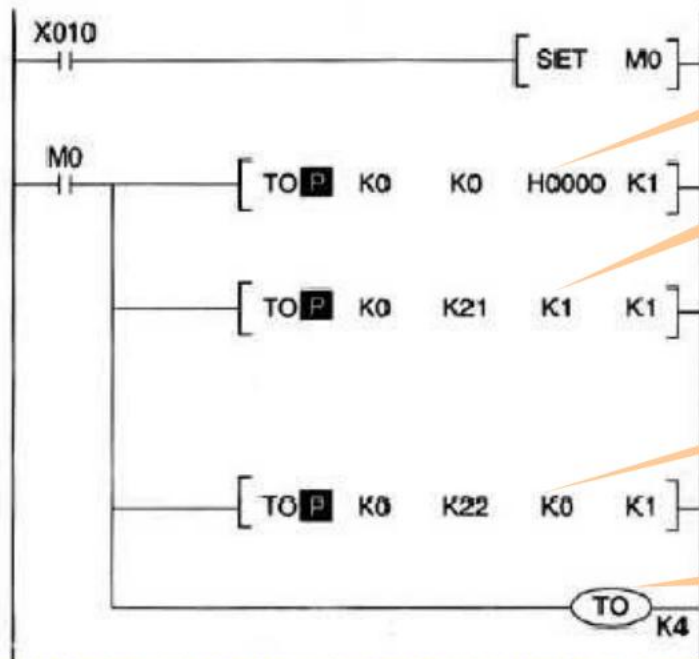 X010
SET M0
M0
TO P K0 K0 H0000 K1
TO P K0 K21 K1 K1
TO P K0 K22 K0 K1
TO
K4